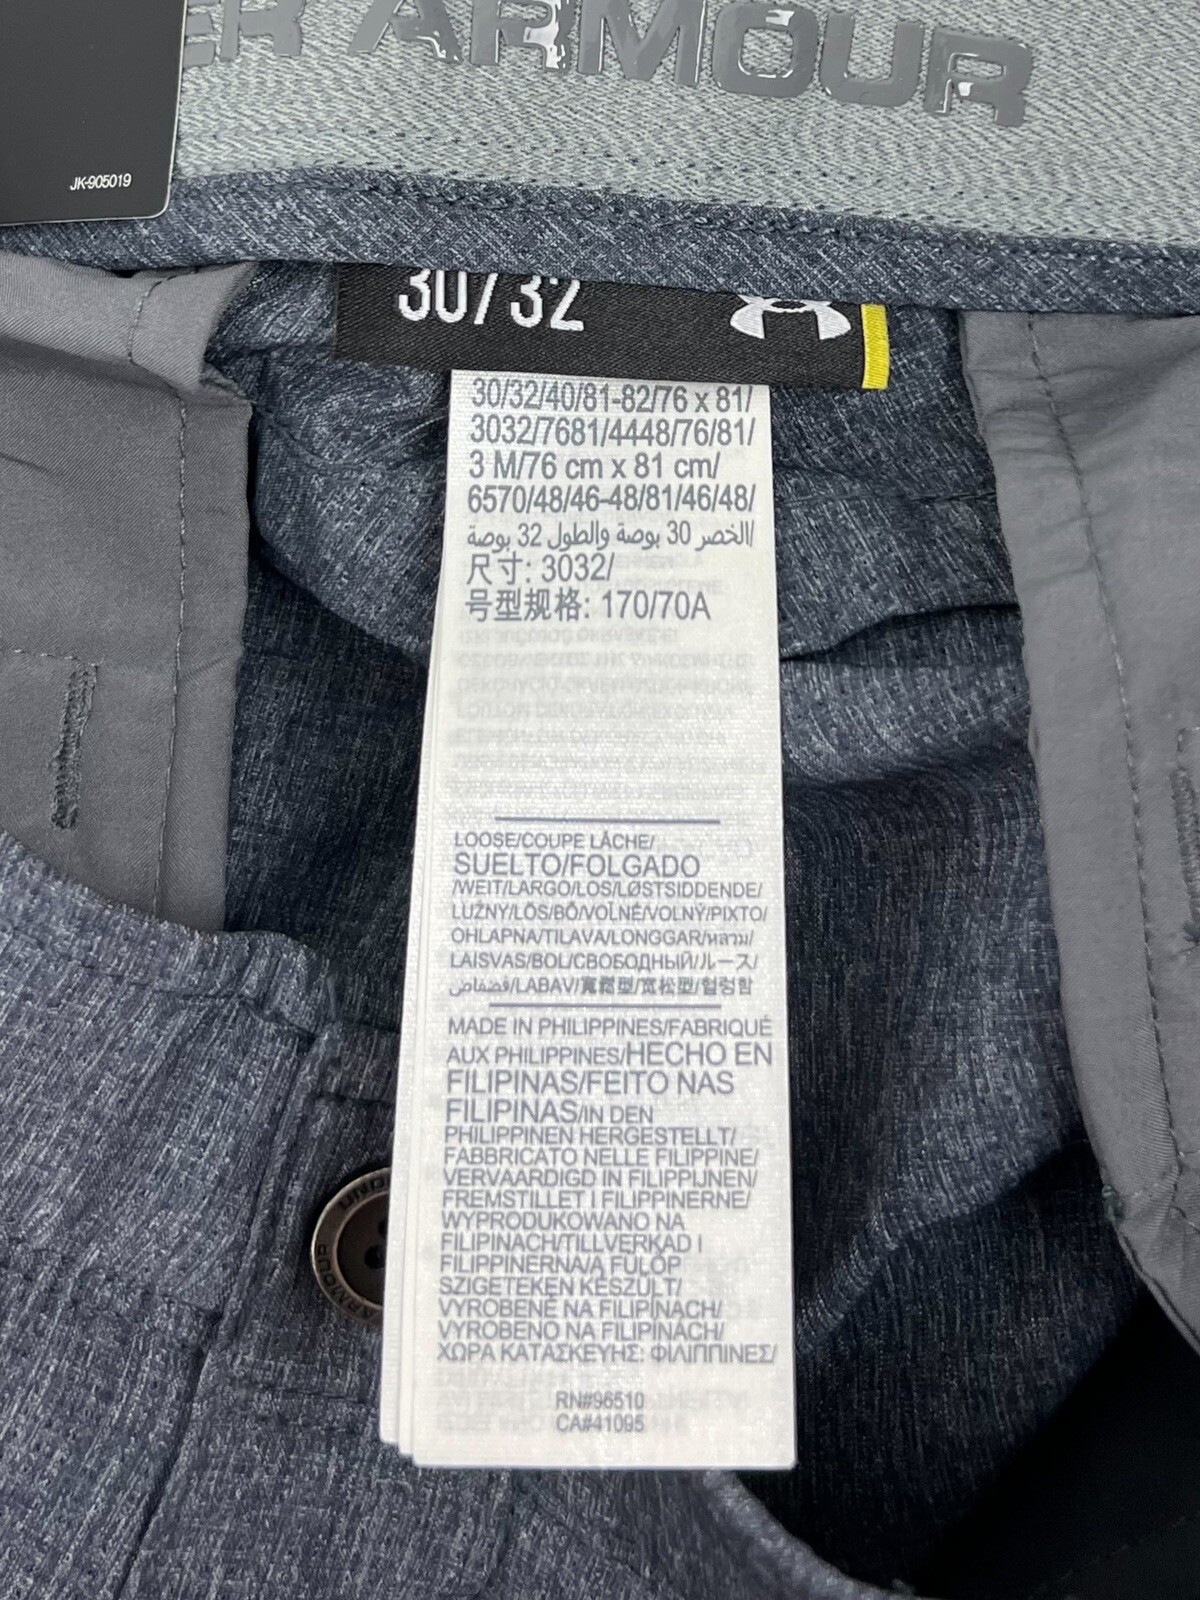 ER ARMOUR
JK-905019
30/32
30/32/40/81-82/76 x 81/
3032/7681/4448/76/81/
3 M/76 cm x 81 cm/
6570/48/46-48/81/46/48/
الخصر 30 بوصة والطول 32 بوصة/
尺寸: 3032/
号型规格: 170/70A
LOOSE/COUPE LÂCHE/
SUELTO/FOLGADO
/WEIT/LARGO/LOS/LØSTSIDDENDE/
LUŹNY/LÖS/BŐ/VOĽNÉ/VOLNÝ/PIXTO/
OHLAPNA/TILAVA/LONGGAR/หลวม/
LAISVAS/BOL/СВОБОДНЫЙ/ルース/
فضفاض/LABAV/寬鬆型/宽松型/헐렁함
MADE IN PHILIPPINES/FABRIQUÉ
AUX PHILIPPINES/HECHO EN
FILIPINAS/FEITO NAS
FILIPINAS/IN DEN
PHILIPPINEN HERGESTELLT/
FABBRICATO NELLE FILIPPINE/
VERVAARDIGD IN FILIPPIJNEN/
FREMSTILLET I FILIPPINERNE/
WYPRODUKOWANO NA
FILIPINACH/TILLVERKAD I
FILIPPINERNA/A FÜLÖP
SZIGETEKEN KÉSZÜLT/
VYROBENÉ NA FILIPÍNACH/
VYROBENO NA FILIPÍNÁCH/
ΧΩΡΑ ΚΑΤΑΣΚΕΥΗΣ: ΦΙΛΙΠΠΙΝΕΣ/
RN#96510
CA#41095
ARMOUR